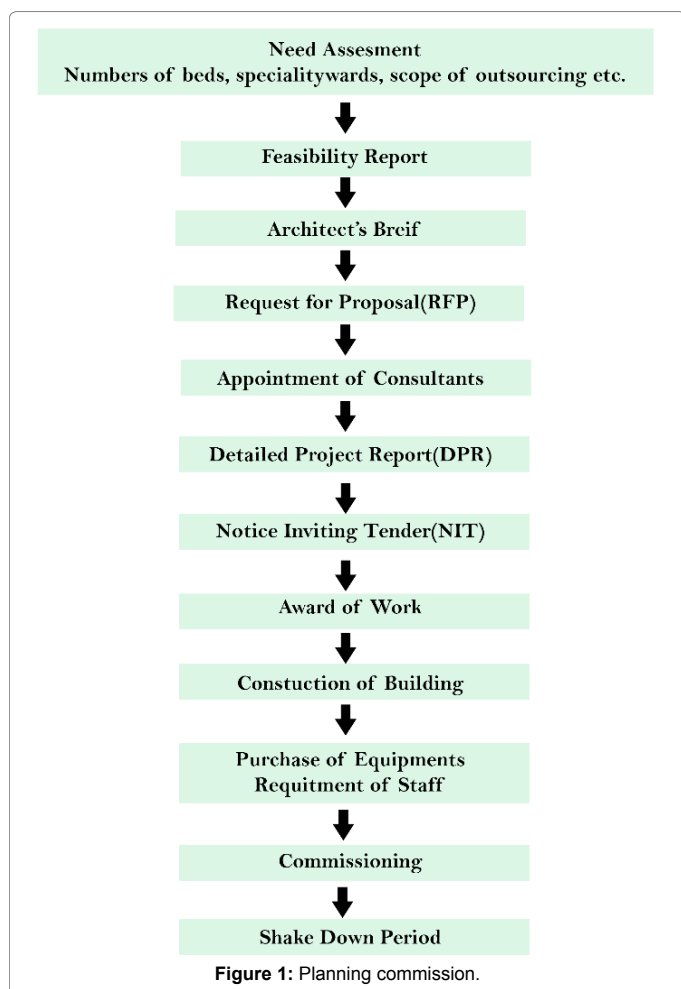 Need Assesment
Numbers of beds, specialitywards, scope of outsourcing etc.
Feasibility Report
Architect's Breif
Request for Proposal(RFP)
Appointment of Consultants
Detailed Project Report(DPR)
Notice Inviting Tender(NIT)
Award of Work
Constuction of Building
Purchase of Equipments
Requitment of Staff
Commissioning
Shake Down Period
Figure 1: Planning commission.